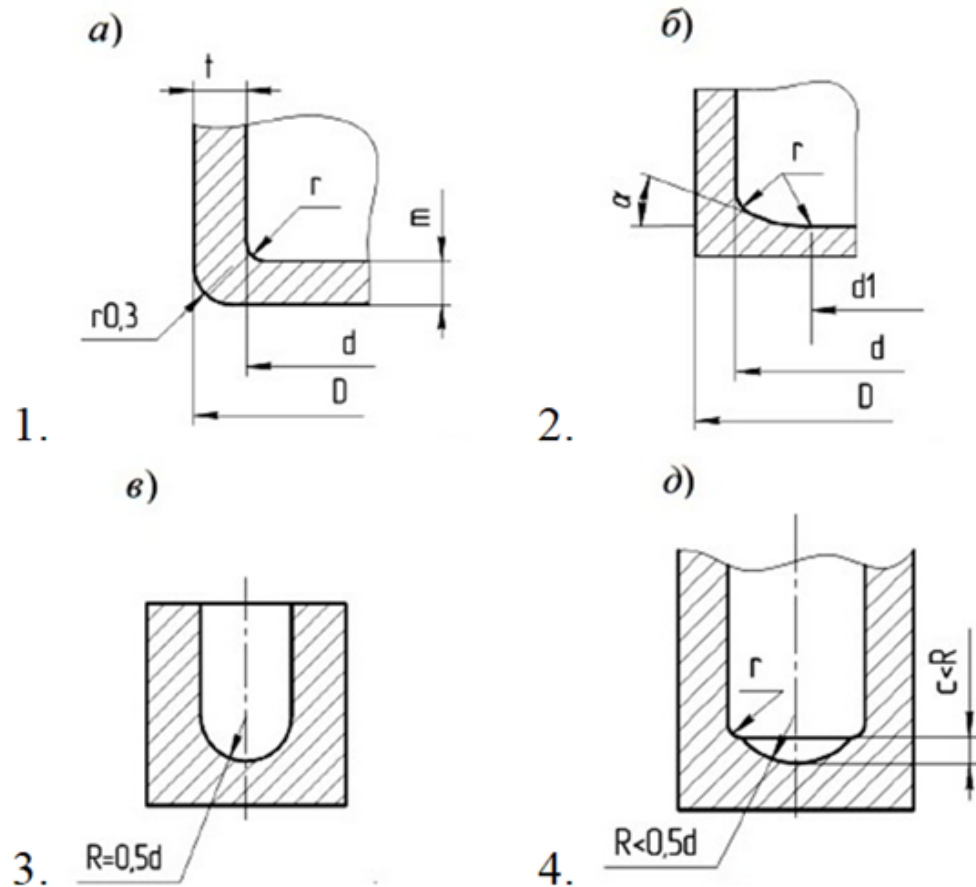 а)
t
r
m
r0,3
d
D
1.
б)
r
α
d1
d
D
2.
в)
R=0,5d
3.
д)
r
c<R
R<0,5d
4.